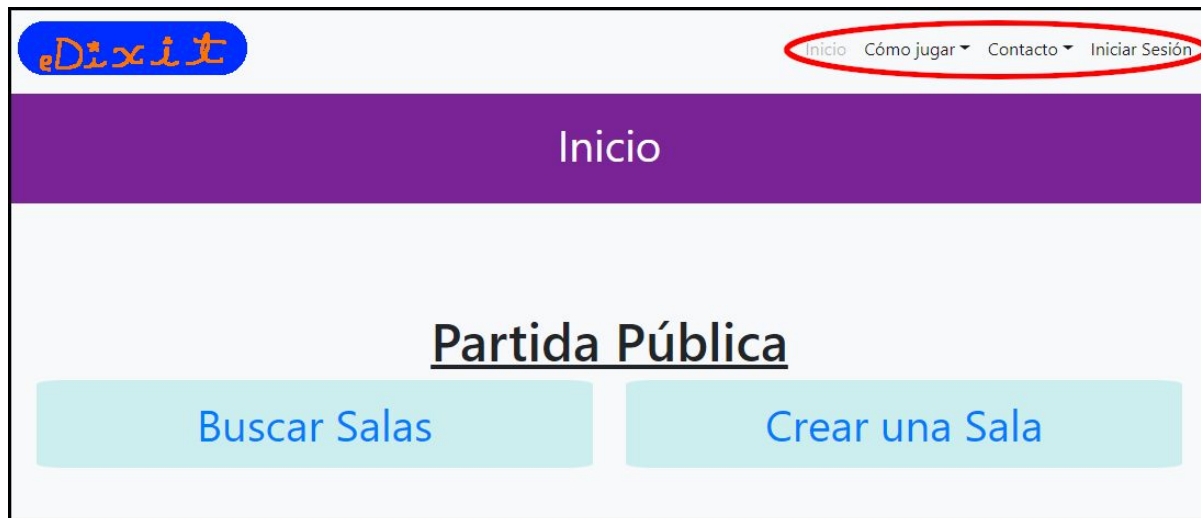 eDixit
Inicio Cómo jugar Contacto Iniciar Sesión
Inicio
Partida Pública
Buscar Salas Crear una Sala